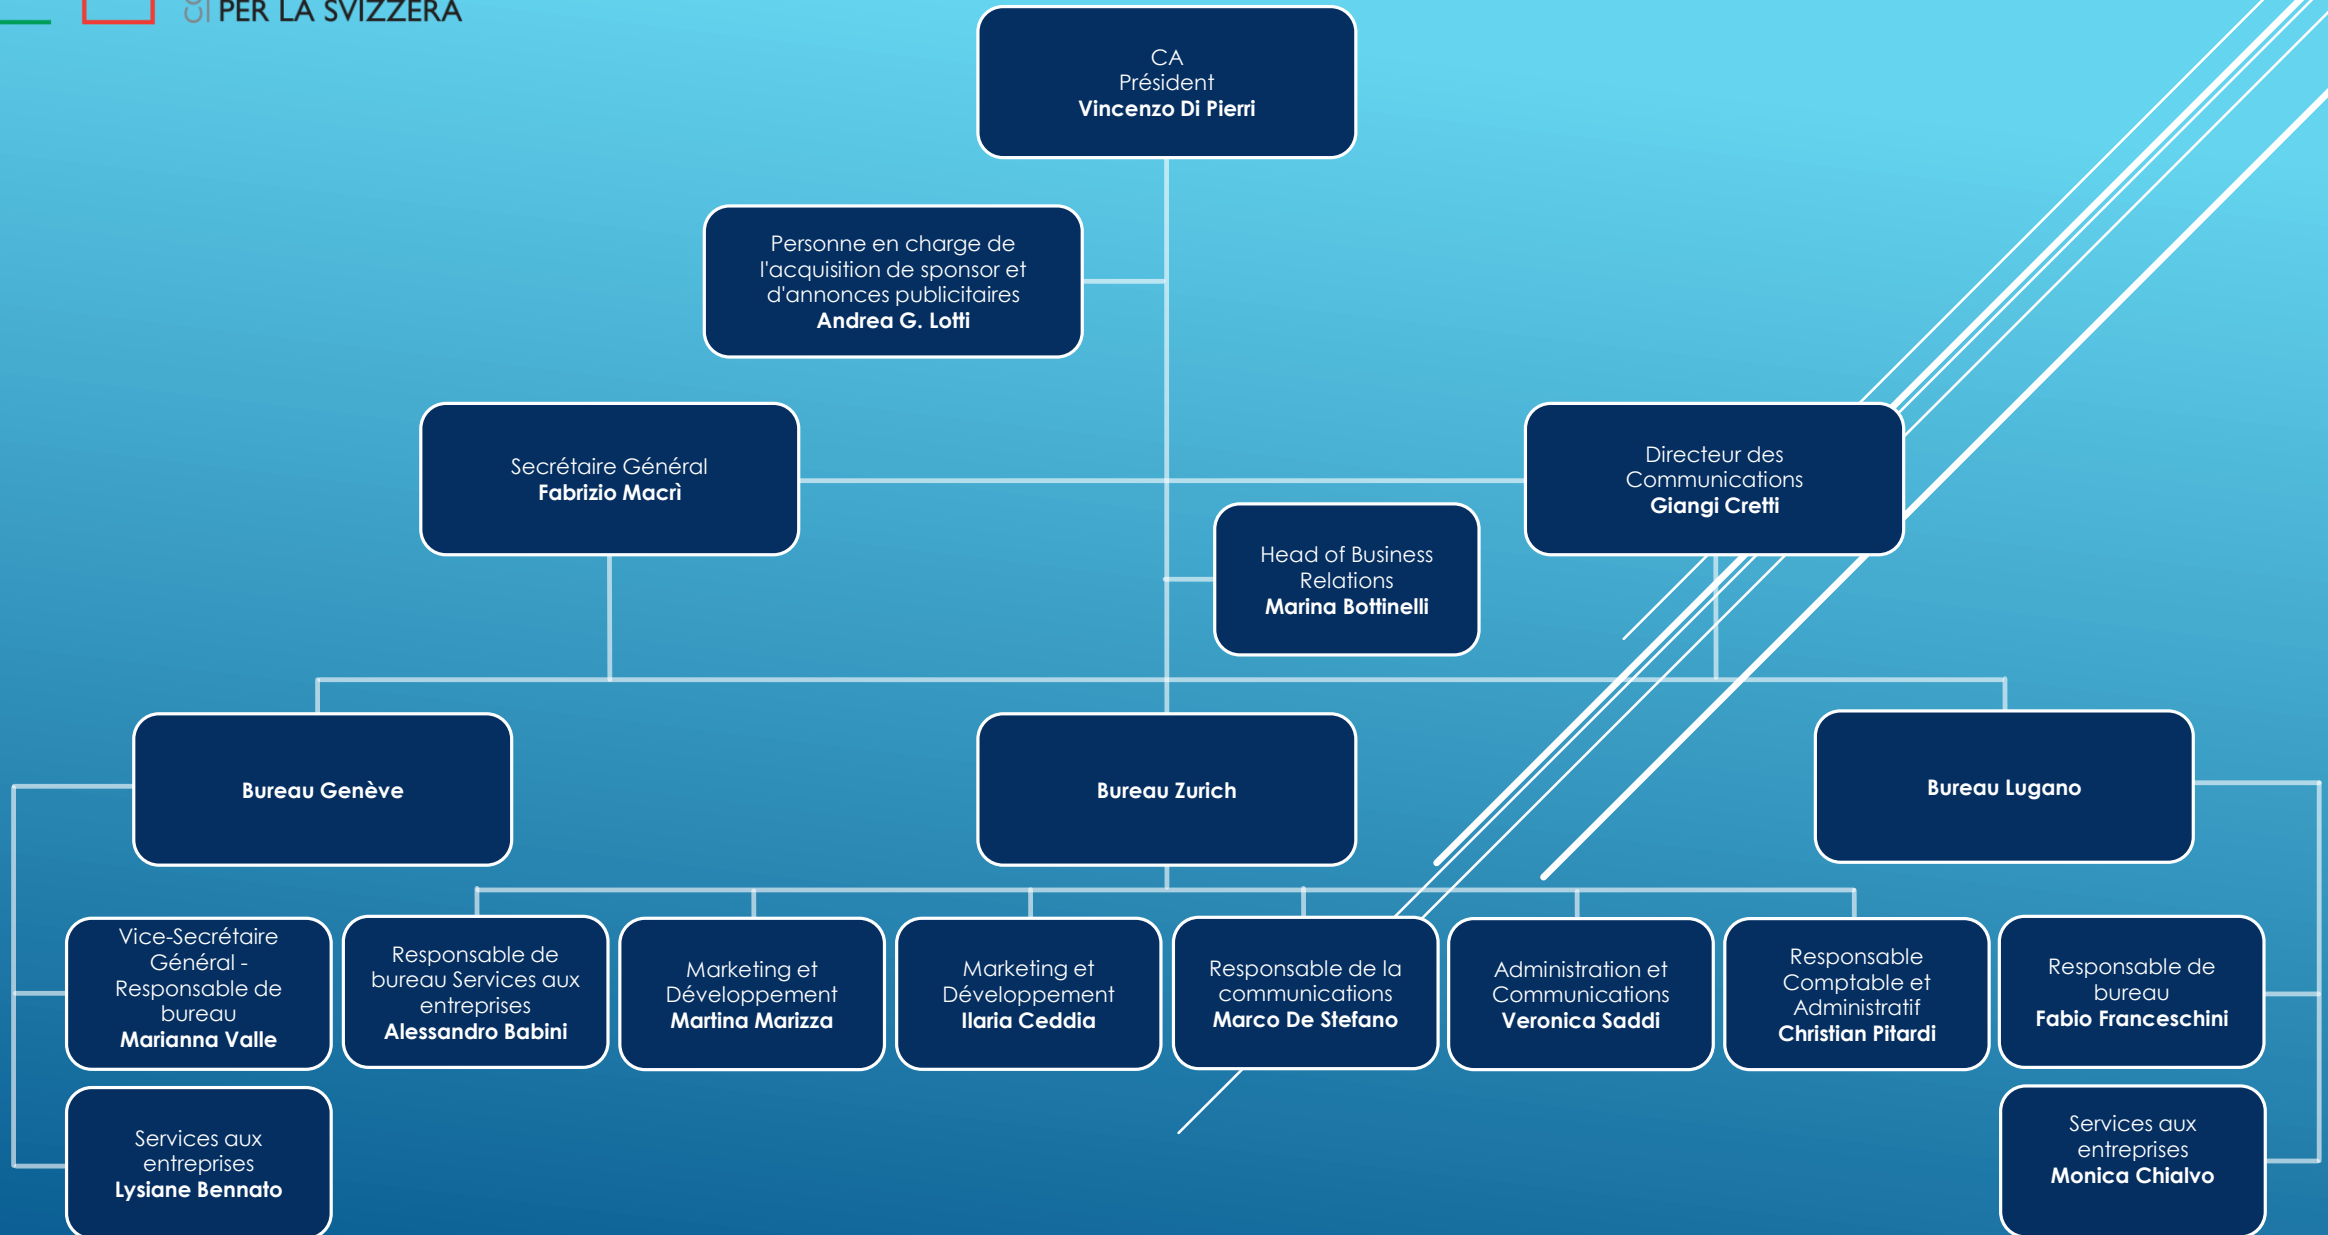 PER LA SVIZZERA
CA
Président
Vincenzo Di Pierri
Personne en charge de
l'acquisition de sponsor et
d'annonces publicitaires
Andrea G. Lotti
Secrétaire Général
Fabrizio Macrì
Directeur des
Communications
Giangi Cretti
Head of Business
Relations
Marina Bottinelli
Bureau Genève
Bureau Zurich
Bureau Lugano
Vice-Secrétaire
Général -
Responsable de
bureau
Marianna Valle
Responsable de
bureau Services aux
entreprises
Alessandro Babini
Marketing et
Développement
Martina Marizza
Marketing et
Développement
Ilaria Ceddia
Responsable de la
communications
Marco De Stefano
Administration et
Communications
Veronica Saddi
Responsable
Comptable et
Administratif
Christian Pitardi
Responsable de
bureau
Fabio Franceschini
Services aux
entreprises
Lysiane Bennato
Services aux
entreprises
Monica Chialvo